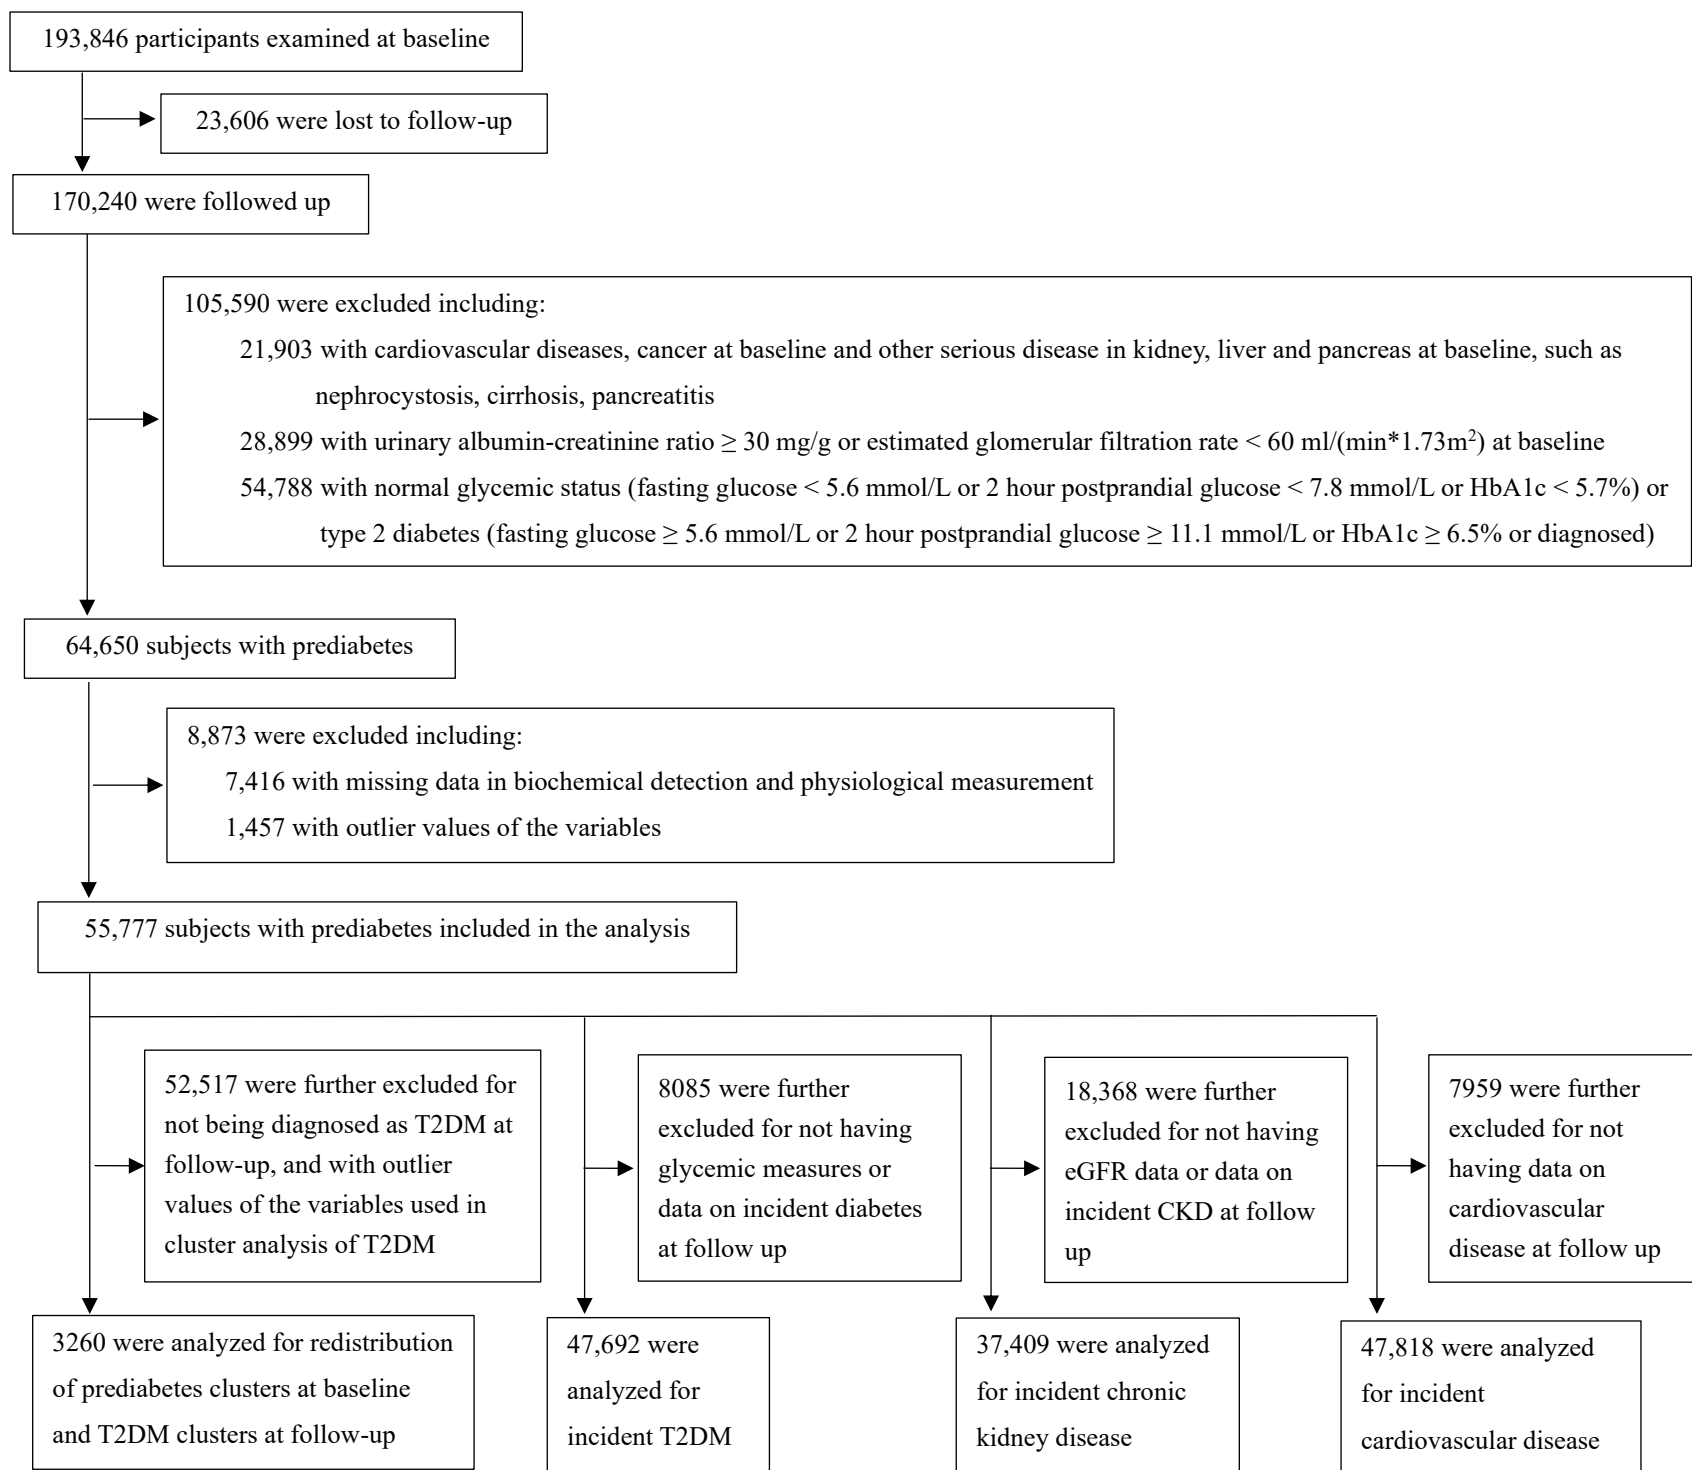 193,846 participants examined at baseline
23,606 were lost to follow-up
170,240 were followed up
105,590 were excluded including:
21,903 with cardiovascular diseases, cancer at baseline and other serious disease in kidney, liver and pancreas at baseline, such as
nephrocystosis, cirrhosis, pancreatitis
28,899 with urinary albumin-creatinine ratio ≥ 30 mg/g or estimated glomerular filtration rate < 60 ml/(min*1.73m²) at baseline
54,788 with normal glycemic status (fasting glucose < 5.6 mmol/L or 2 hour postprandial glucose < 7.8 mmol/L or HbA1c < 5.7%) or
type 2 diabetes (fasting glucose ≥ 5.6 mmol/L or 2 hour postprandial glucose ≥ 11.1 mmol/L or HbA1c ≥ 6.5% or diagnosed)
64,650 subjects with prediabetes
8,873 were excluded including:
7,416 with missing data in biochemical detection and physiological measurement
1,457 with outlier values of the variables
55,777 subjects with prediabetes included in the analysis
52,517 were further excluded for
not being diagnosed as T2DM at
follow-up, and with outlier
values of the variables used in
cluster analysis of T2DM
8085 were further
excluded for not having
glycemic measures or
data on incident diabetes
at follow up
18,368 were further
excluded for not having
eGFR data or data on
incident CKD at follow
up
7959 were further
excluded for not
having data on
cardiovascular
disease at follow up
3260 were analyzed for redistribution
of prediabetes clusters at baseline
and T2DM clusters at follow-up
47,692 were
analyzed for
incident T2DM
37,409 were analyzed
for incident chronic
kidney disease
47,818 were analyzed
for incident
cardiovascular disease